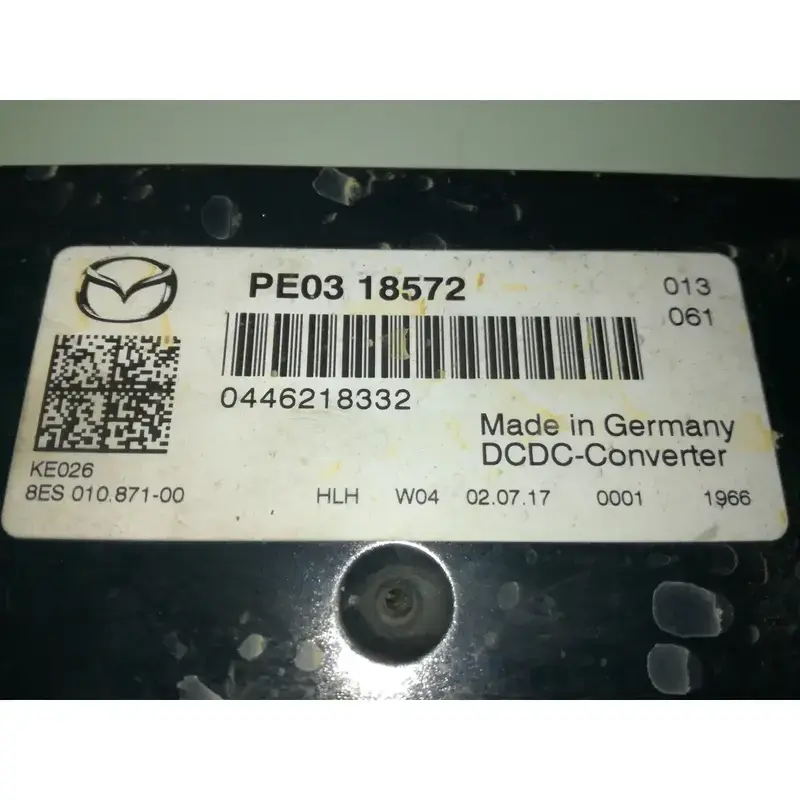 PE03 18572
013
061
0446218332
Made in Germany
DCDC-Converter
KE026
8ES 010.871-00 HLH W04 02.07.17 0001 1966